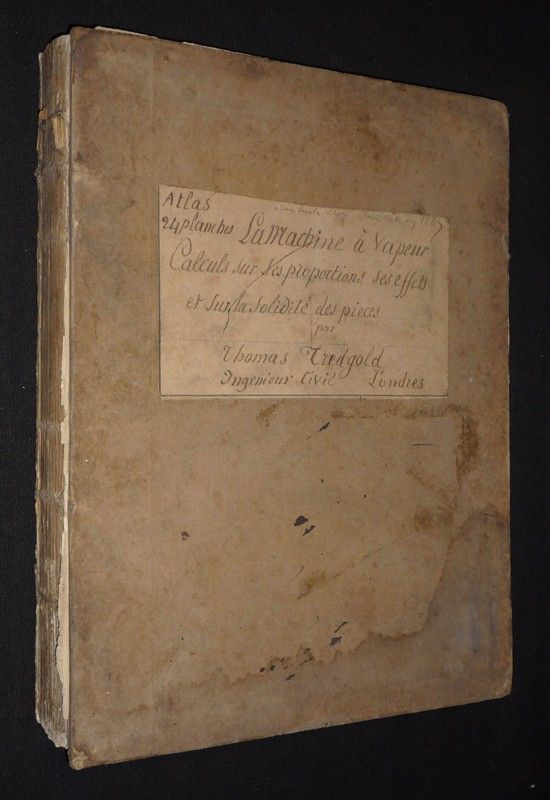 Atlas
24 planches La Machine à Vapeur
Calculs sur ses proportions ses effets
et sur la solidité des pieces
par
Thomas Tredgold
Ingenieur Civil Londres